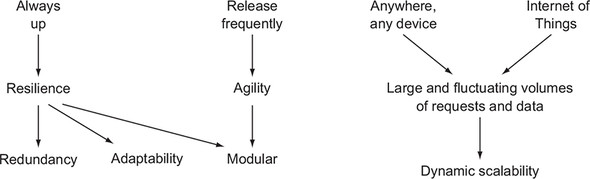 Always
up
Release
frequently
Anywhere,
any device
Internet of
Things
Resilience
Agility
Large and fluctuating volumes
of requests and data
Redundancy
Adaptability
Modular
Dynamic scalability